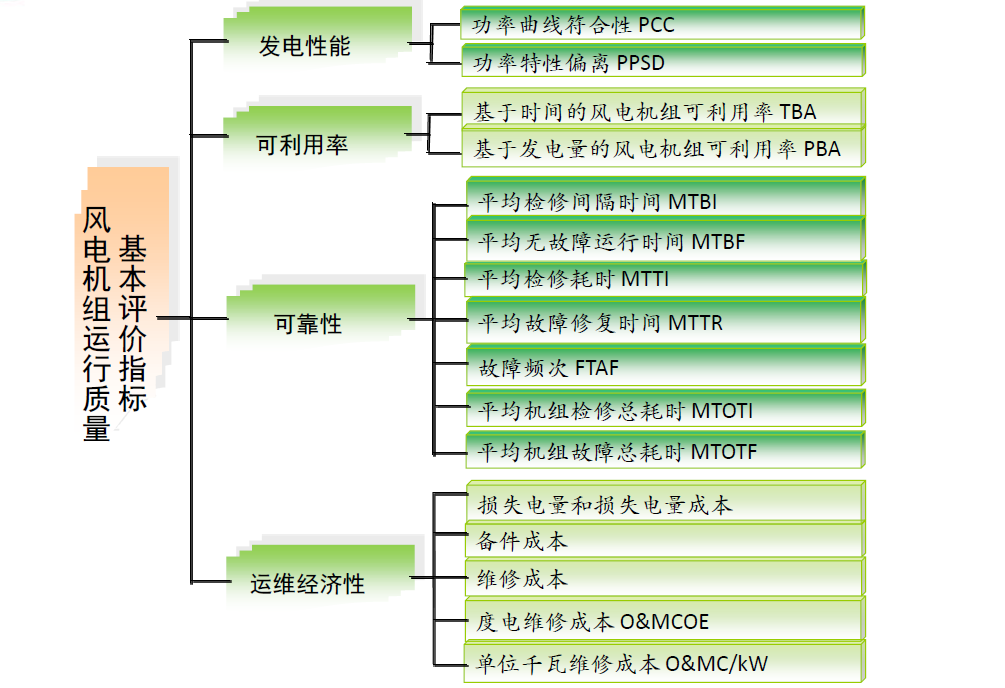 风电机组运行质量
基本评价指标
发电性能
功率曲线符合性 PCC
功率特性偏离 PPSD
可利用率
基于时间的风电机组可利用率 TBA
基于发电量的风电机组可利用率 PBA
可靠性
平均检修间隔时间 MTBI
平均无故障运行时间 MTBF
平均检修耗时 MTTI
平均故障修复时间 MTTR
故障频次 FTAF
平均机组检修总耗时 MTOTI
平均机组故障总耗时 MTOTF
运维经济性
损失电量和损失电量成本
备件成本
维修成本
度电维修成本 O&MCOE
单位千瓦维修成本 O&MC/kW